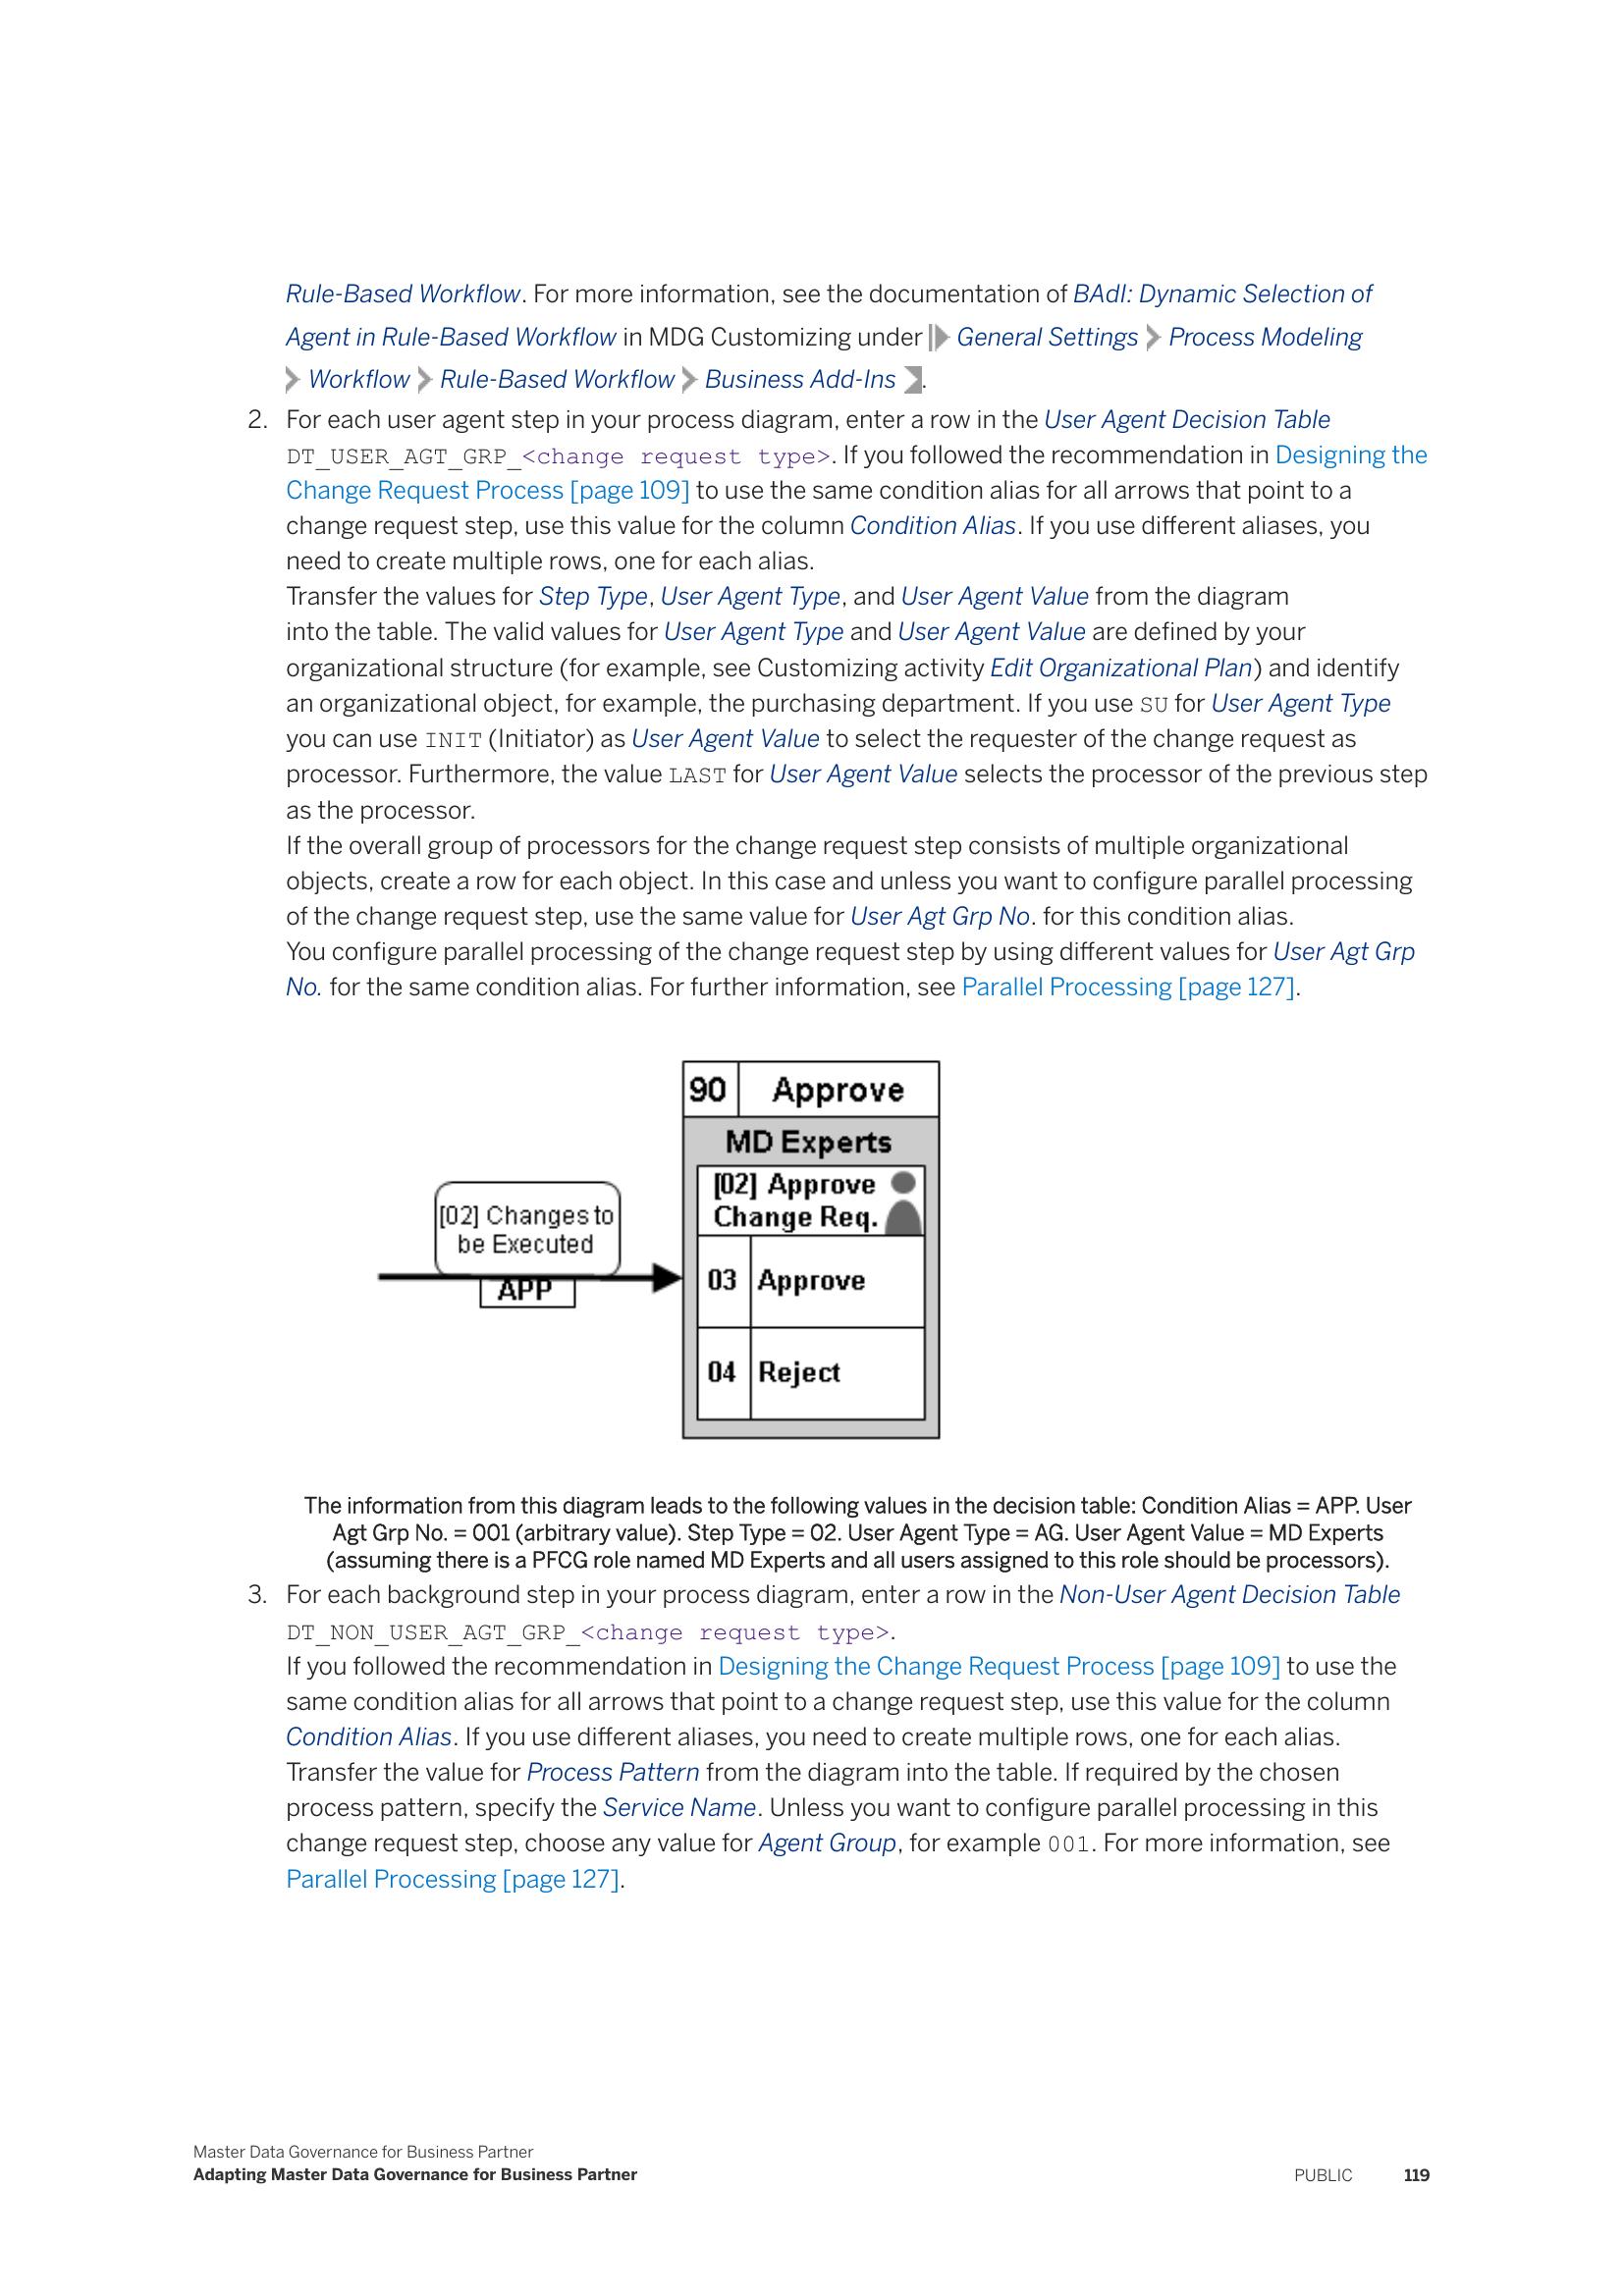 Rule-Based Workflow. For more information, see the documentation of BAdI: Dynamic Selection of
Agent in Rule-Based Workflow in MDG Customizing under General Settings Process Modeling
Workflow Rule-Based Workflow Business Add-Ins .
2. For each user agent step in your process diagram, enter a row in the User Agent Decision Table
DT_USER_AGT_GRP_<change request type>. If you followed the recommendation in Designing the
Change Request Process [page 109] to use the same condition alias for all arrows that point to a
change request step, use this value for the column Condition Alias. If you use different aliases, you
need to create multiple rows, one for each alias.
Transfer the values for Step Type, User Agent Type, and User Agent Value from the diagram
into the table. The valid values for User Agent Type and User Agent Value are defined by your
organizational structure (for example, see Customizing activity Edit Organizational Plan) and identify
an organizational object, for example, the purchasing department. If you use SU for User Agent Type
you can use INIT (Initiator) as User Agent Value to select the requester of the change request as
processor. Furthermore, the value LAST for User Agent Value selects the processor of the previous step
as the processor.
If the overall group of processors for the change request step consists of multiple organizational
objects, create a row for each object. In this case and unless you want to configure parallel processing
of the change request step, use the same value for User Agt Grp No. for this condition alias.
You configure parallel processing of the change request step by using different values for User Agt Grp
No. for the same condition alias. For further information, see Parallel Processing [page 127].
90 Approve
MD Experts
[02] Approve
Change Req.
[02] Changes to
be Executed
APP
03 Approve
04 Reject
The information from this diagram leads to the following values in the decision table: Condition Alias = APP. User
Agt Grp No. = 001 (arbitrary value). Step Type = 02. User Agent Type = AG. User Agent Value = MD Experts
(assuming there is a PFCG role named MD Experts and all users assigned to this role should be processors).
3. For each background step in your process diagram, enter a row in the Non-User Agent Decision Table
DT_NON_USER_AGT_GRP_<change request type>.
If you followed the recommendation in Designing the Change Request Process [page 109] to use the
same condition alias for all arrows that point to a change request step, use this value for the column
Condition Alias. If you use different aliases, you need to create multiple rows, one for each alias.
Transfer the value for Process Pattern from the diagram into the table. If required by the chosen
process pattern, specify the Service Name. Unless you want to configure parallel processing in this
change request step, choose any value for Agent Group, for example 001. For more information, see
Parallel Processing [page 127].
Master Data Governance for Business Partner
Adapting Master Data Governance for Business Partner
PUBLIC 119